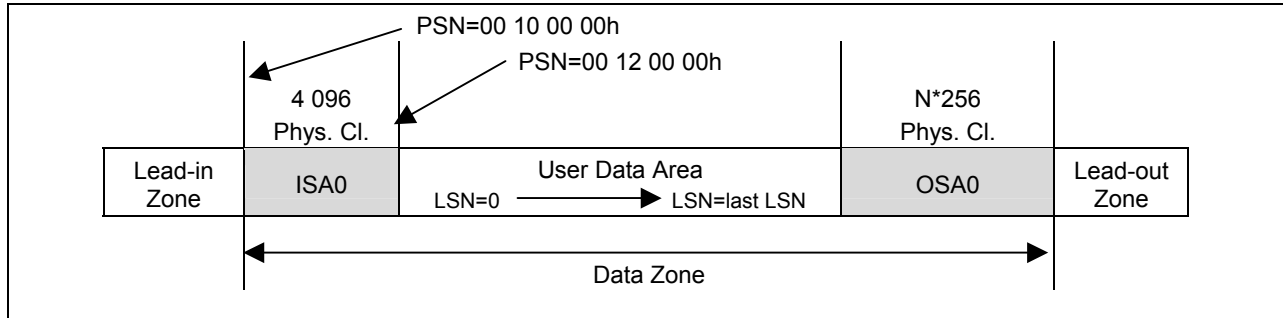 PSN=00 10 00 00h
PSN=00 12 00 00h
4 096
Phys. Cl.
N*256
Phys. Cl.
Lead-in
Zone
ISA0
User Data Area
LSN=0
LSN=last LSN
OSA0
Lead-out
Zone
Data Zone